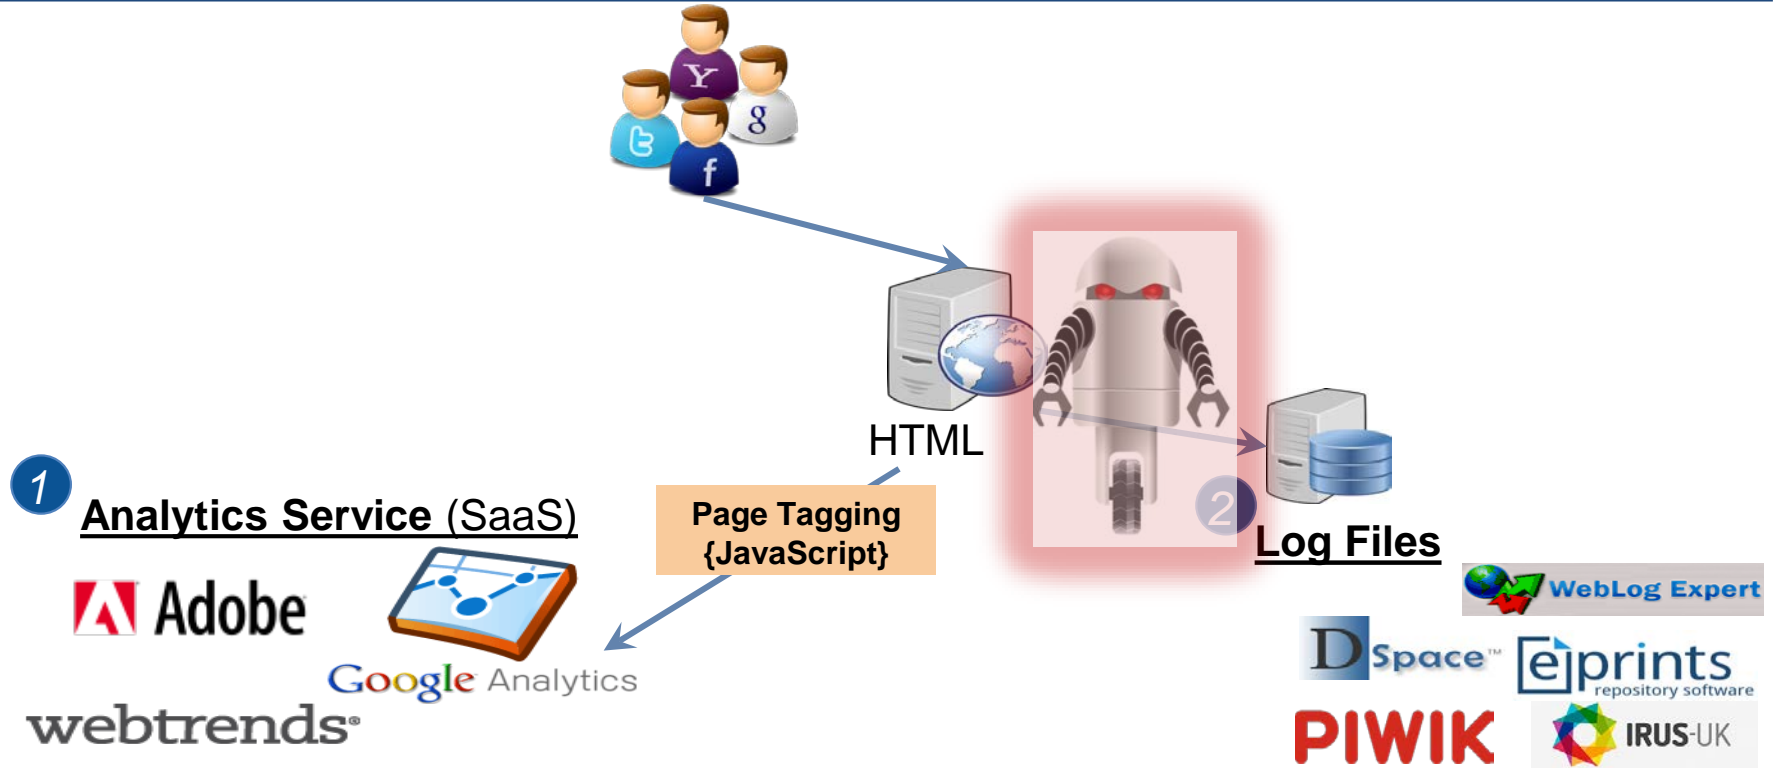 Y
g
t
f
HTML
1
Analytics Service (SaaS)
Page Tagging
{JavaScript}
2
Log Files
Adobe
Google Analytics
webtrends®
WebLog Expert
DSpace™
eprints
repository software
PIWIK
IRUS-UK